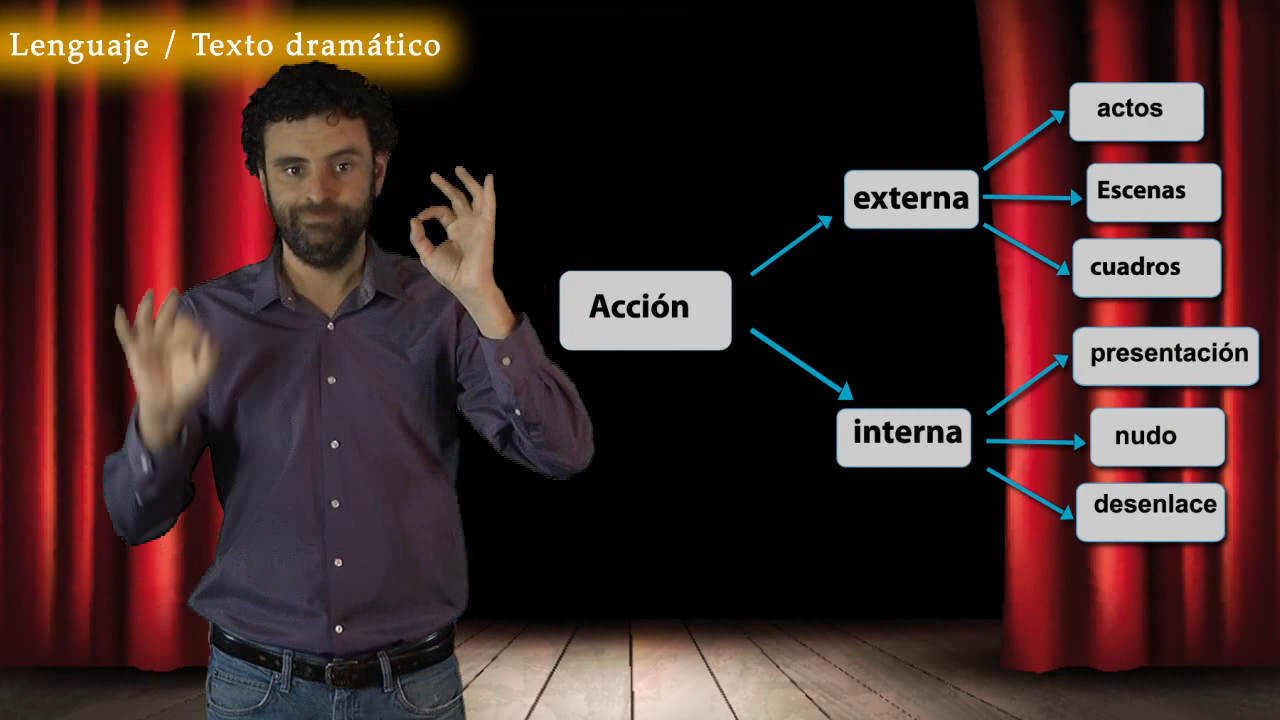 Lenguaje / Texto dramático
actos
externa
Escenas
cuadros
Acción
presentación
interna
nudo
desenlace